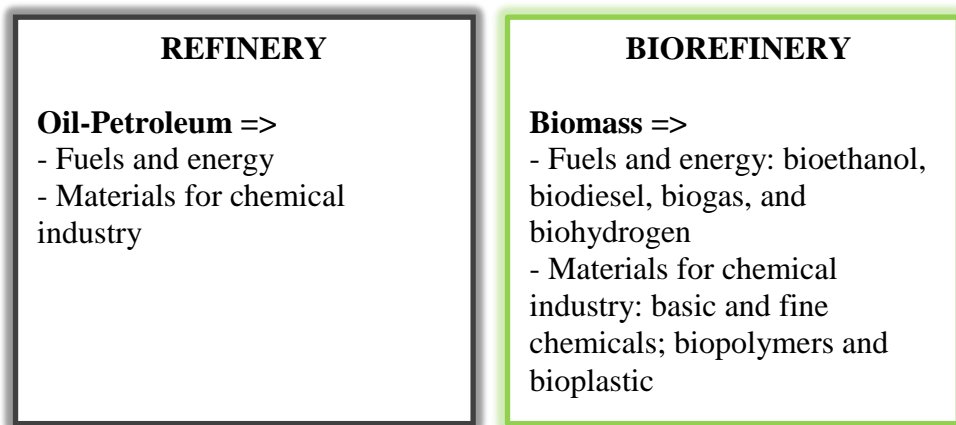 REFINERY
Oil-Petroleum =>
- Fuels and energy
- Materials for chemical
industry
BIOREFINERY
Biomass =>
- Fuels and energy: bioethanol,
biodiesel, biogas, and
biohydrogen
- Materials for chemical
industry: basic and fine
chemicals; biopolymers and
bioplastic